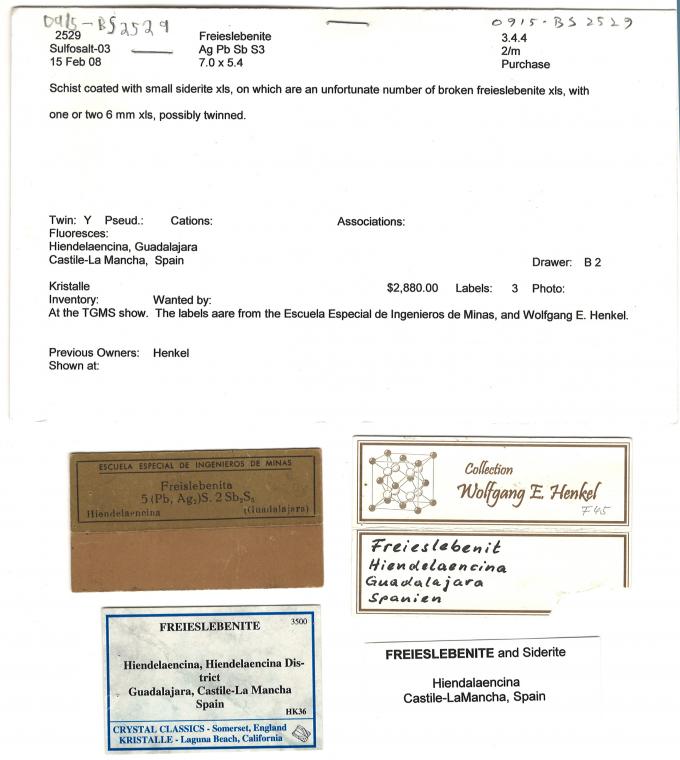 0915-BS2529
0915-BS2529
2529 Freieslebenite 3.4.4
Sulfosalt-03 Ag Pb Sb S3 2/m
15 Feb 08 7.0 x 5.4 Purchase
Schist coated with small siderite xls, on which are an unfortunate number of broken freieslebenite xls, with
one or two 6 mm xls, possibly twinned.
Twin: Y Pseud.: Cations: Associations:
Fluoresces:
Hiendelaencina, Guadalajara
Castile-La Mancha, Spain Drawer: B 2
Kristalle $2,880.00 Labels: 3 Photo:
Inventory: Wanted by:
At the TGMS show. The labels aare from the Escuela Especial de Ingenieros de Minas, and Wolfgang E. Henkel.
Previous Owners: Henkel
Shown at:
ESCUELA ESPECIAL DE INGENIEROS DE MINAS
Freislebenita
5 (Pb, Ag₂)S. 2 Sb₂S₃
Hiendelaencina (Guadalajara)
Collection
Wolfgang E. Henkel
F45
Freieslebenit
Hiendelaencina
Guadalajara
Spanien
FREIESLEBENITE 3500
Hiendelaencina, Hiendelaencina Dis-
trict
Guadalajara, Castile-La Mancha
Spain
HK36
CRYSTAL CLASSICS - Somerset, England
KRISTALLE - Laguna Beach, California
FREIESLEBENITE and Siderite
Hiendalaencina
Castile-LaMancha, Spain